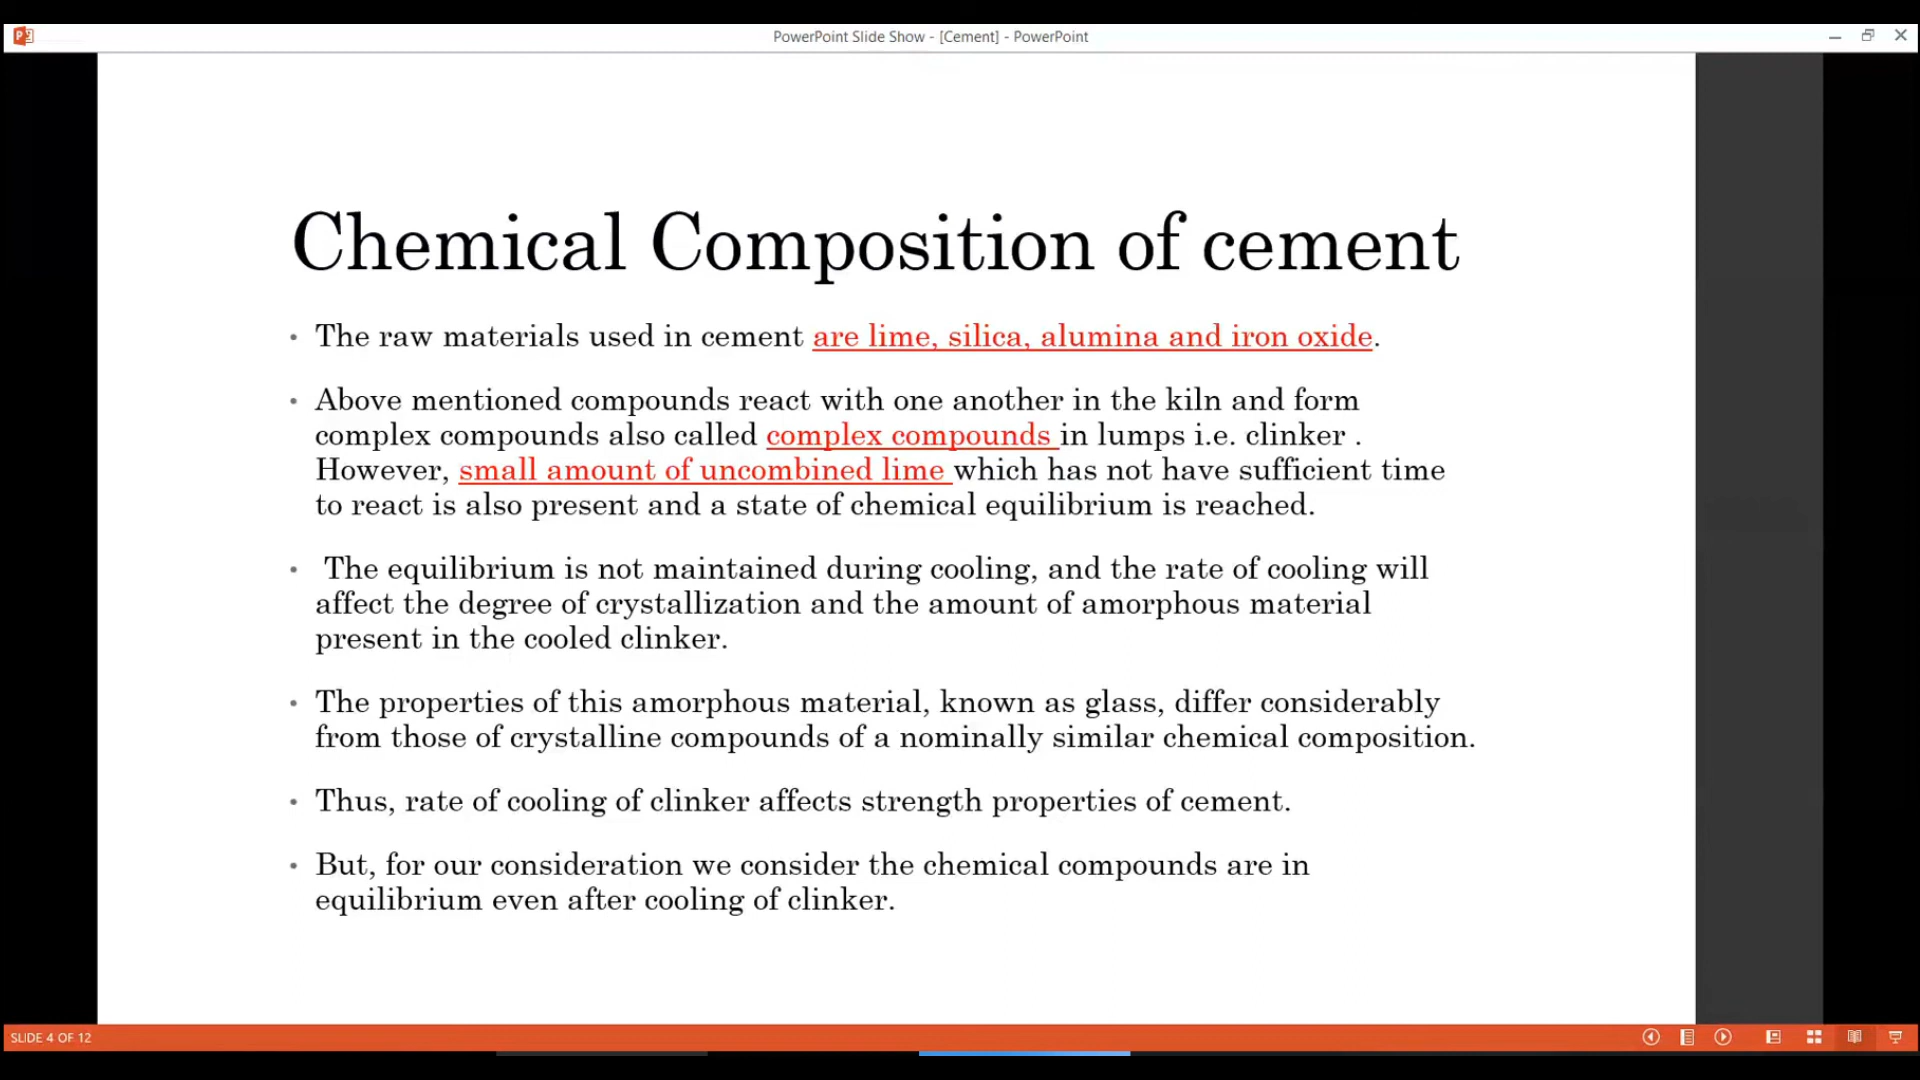 PowerPoint Slide Show - [Cement] - PowerPoint
Chemical Composition of cement
• The raw materials used in cement are lime, silica, alumina and iron oxide.
• Above mentioned compounds react with one another in the kiln and form
complex compounds also called complex compounds in lumps i.e. clinker .
However, small amount of uncombined lime which has not have sufficient time
to react is also present and a state of chemical equilibrium is reached.
• The equilibrium is not maintained during cooling, and the rate of cooling will
affect the degree of crystallization and the amount of amorphous material
present in the cooled clinker.
• The properties of this amorphous material, known as glass, differ considerably
from those of crystalline compounds of a nominally similar chemical composition.
• Thus, rate of cooling of clinker affects strength properties of cement.
• But, for our consideration we consider the chemical compounds are in
equilibrium even after cooling of clinker.
SLIDE 4 OF 12